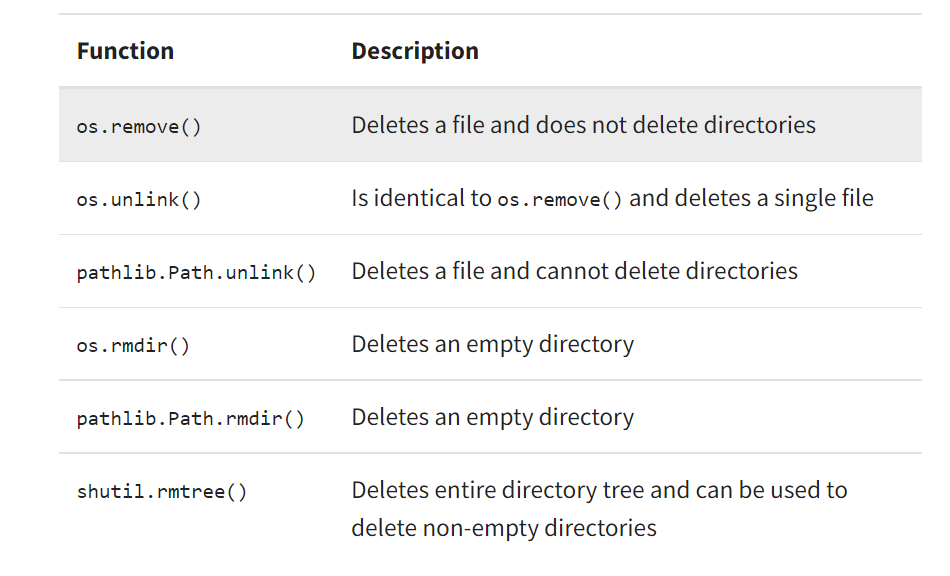 Function Description
os.remove() Deletes a file and does not delete directories
os.unlink() Is identical to os.remove() and deletes a single file
pathlib.Path.unlink() Deletes a file and cannot delete directories
os.rmdir() Deletes an empty directory
pathlib.Path.rmdir() Deletes an empty directory
shutil.rmtree() Deletes entire directory tree and can be used to
delete non-empty directories